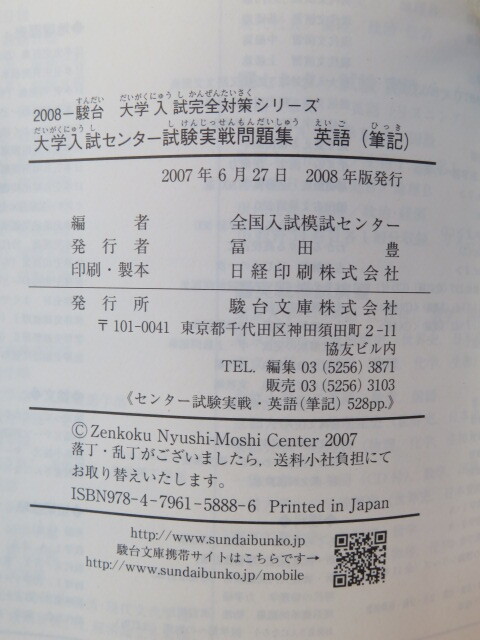 2008-駿台 大学入試完全対策シリーズ
大学入試センター試験実戦問題集 英語(筆記)
2007年6月27日 2008年版発行
編者 全国入試模試センター
発行者 冨田豊
印刷・製本 日経印刷株式会社
発行所 駿台文庫株式会社
〒101-0041 東京都千代田区神田須田町2-11
協友ビル内
TEL. 編集 03(5256)3871
販売 03(5256)3103
《センター試験実戦・英語(筆記)528pp.》
©Zenkoku Nyushi-Moshi Center 2007
落丁・乱丁がございましたら,送料小社負担にて
お取り替えいたします。
ISBN978-4-7961-5888-6 Printed in Japan
http://www.sundaibunko.jp
駿台文庫携帯サイトはこちらです→
http://www.sundaibunko.jp/mobile